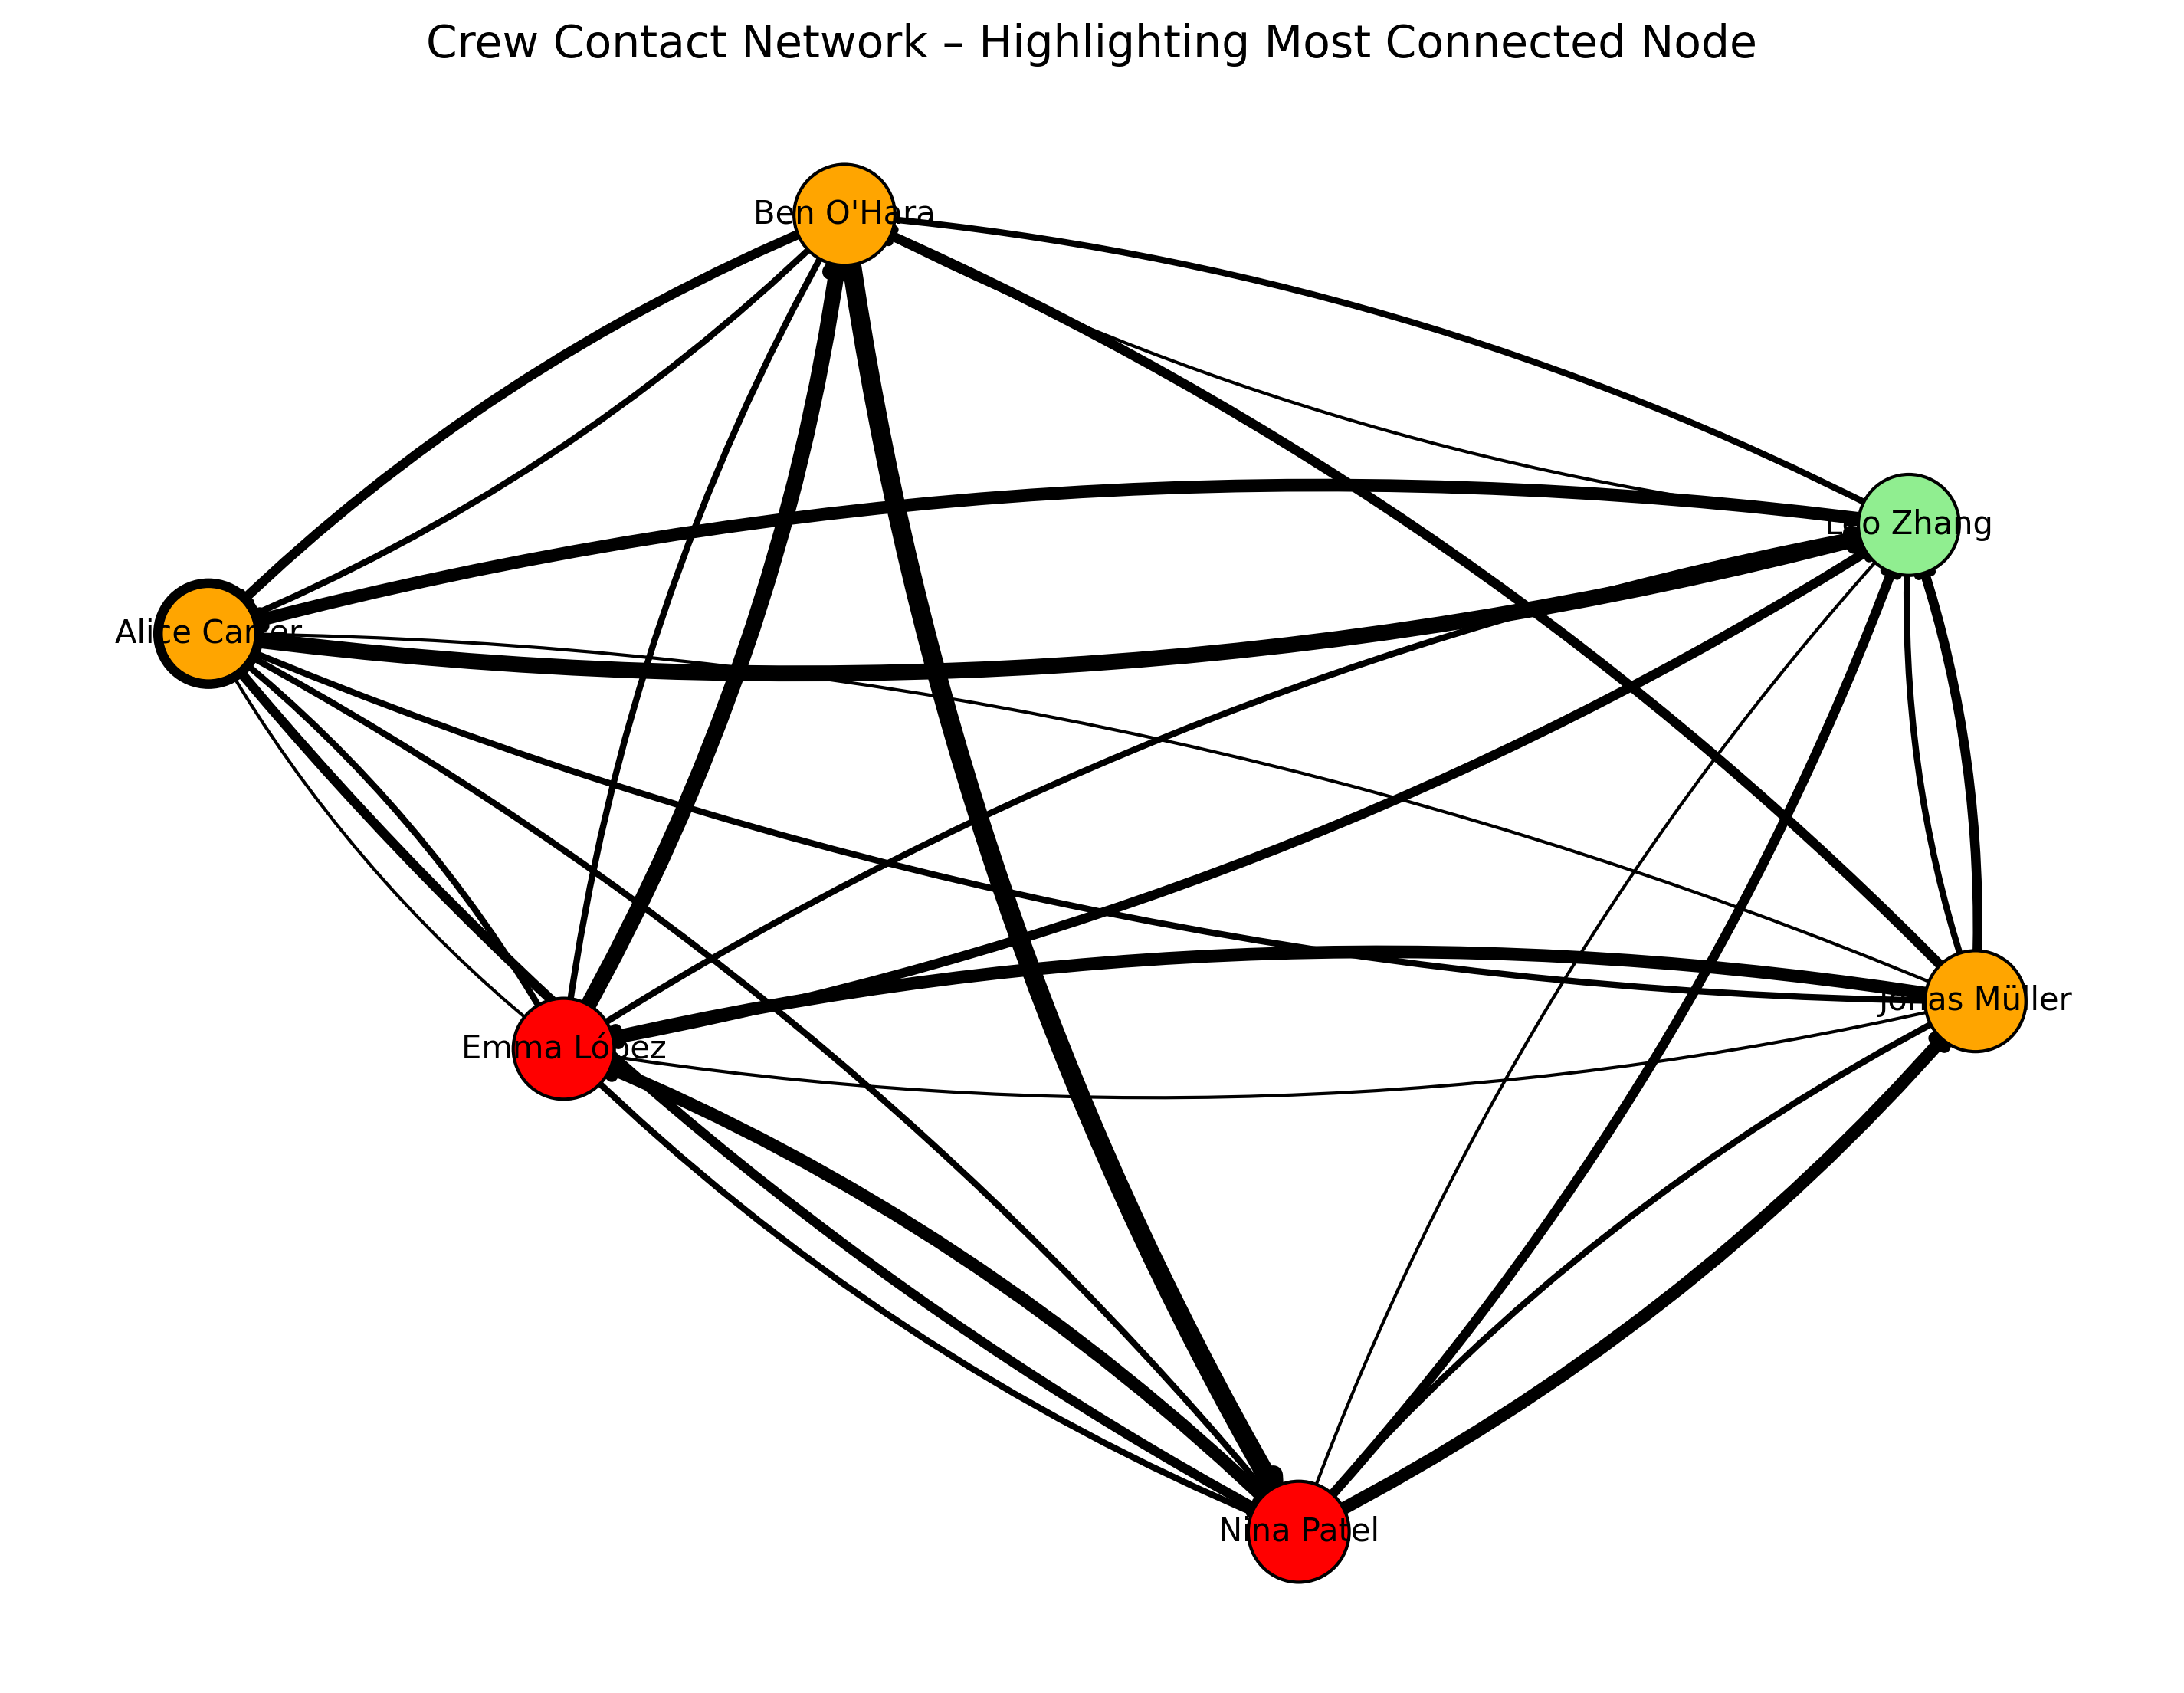 Crew Contact Network – Highlighting Most Connected Node
Ben O'Hara
Leo Zhang
Alice Carter
Jonas Müller
Emma López
Nina Patel